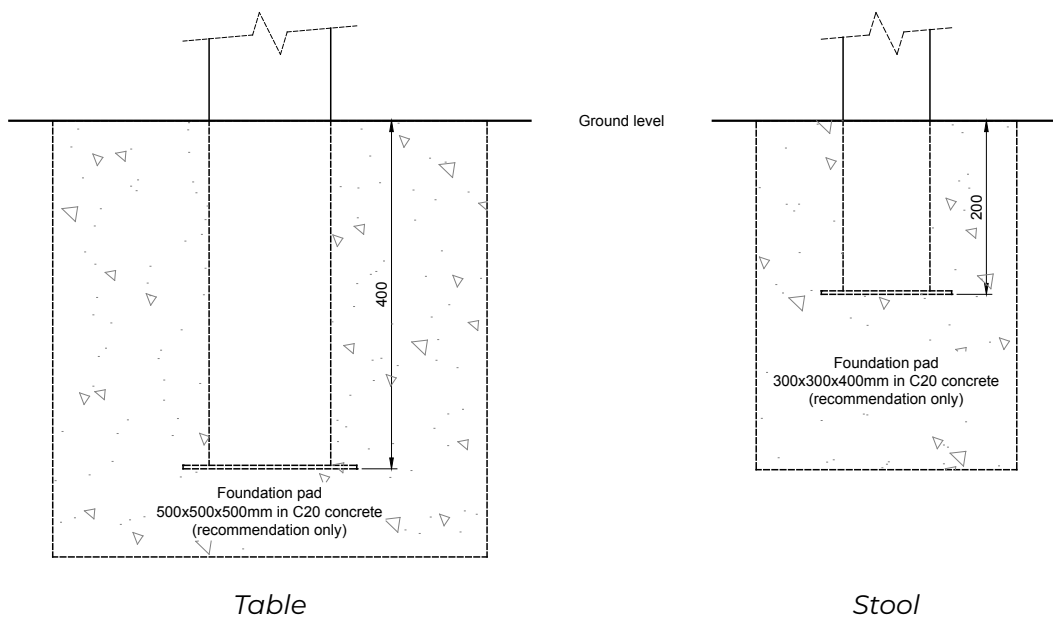 Ground level
400
200
Foundation pad
500x500x500mm in C20 concrete
(recommendation only)
Foundation pad
300x300x400mm in C20 concrete
(recommendation only)
Table
Stool